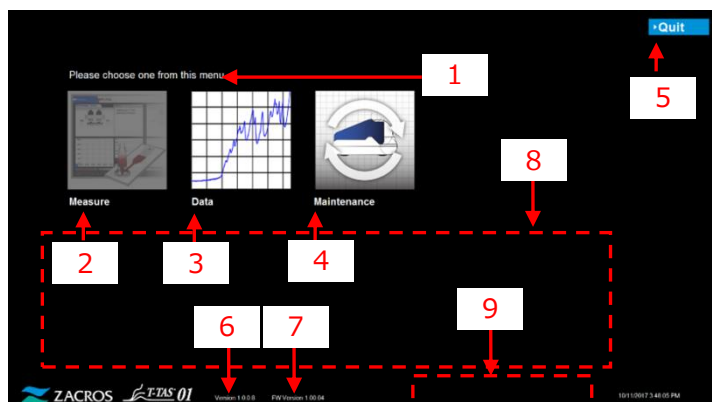 Quit
Please choose one from this menu
1
5
8
Measure
Data
Maintenance
2
3
4
9
6
7
ZACROS
T-TAS 01
Version 1.0.0.8
FW Version 1.00.04
10/11/2017 3:46:05 PM